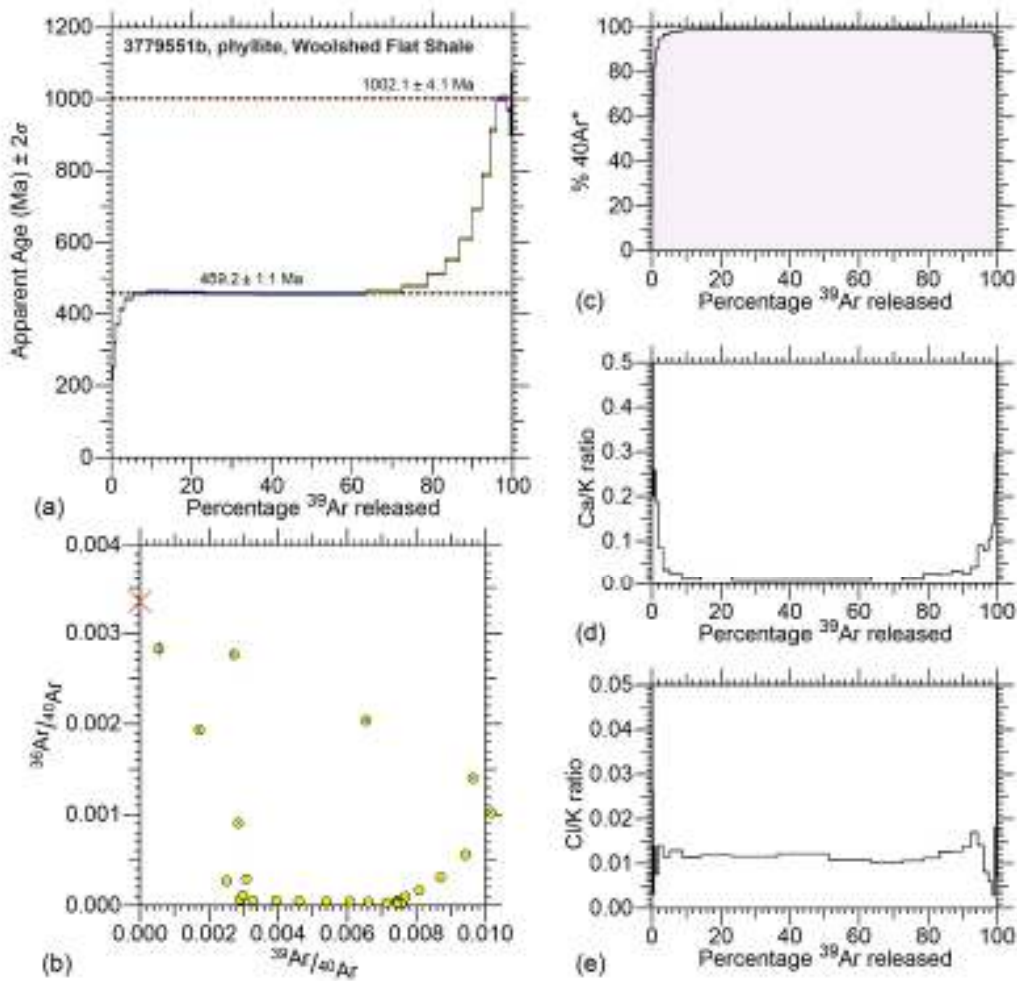 1200
1000
800
600
400
200
0
Apparent Age (Ma) ± 2σ
3779551b, phyllite, Woolshed Flat Shale
1002.1 ± 4.1 Ma
459.2 ± 1.1 Ma
0 20 40 60 80 100
Percentage ³⁹Ar released
(a)
0.004
0.003
0.002
0.001
0.000
³⁶Ar/⁴⁰Ar
0.000 0.002 0.004 0.006 0.008 0.010
³⁹Ar/⁴⁰Ar
(b)
100
80
60
40
20
0
% 40Ar*
0 20 40 60 80 100
Percentage ³⁹Ar released
(c)
0.5
0.4
0.3
0.2
0.1
0.0
Ca/K ratio
0 20 40 60 80 100
Percentage ³⁹Ar released
(d)
0.05
0.04
0.03
0.02
0.01
0.00
Cl/K ratio
0 20 40 60 80 100
Percentage ³⁹Ar released
(e)